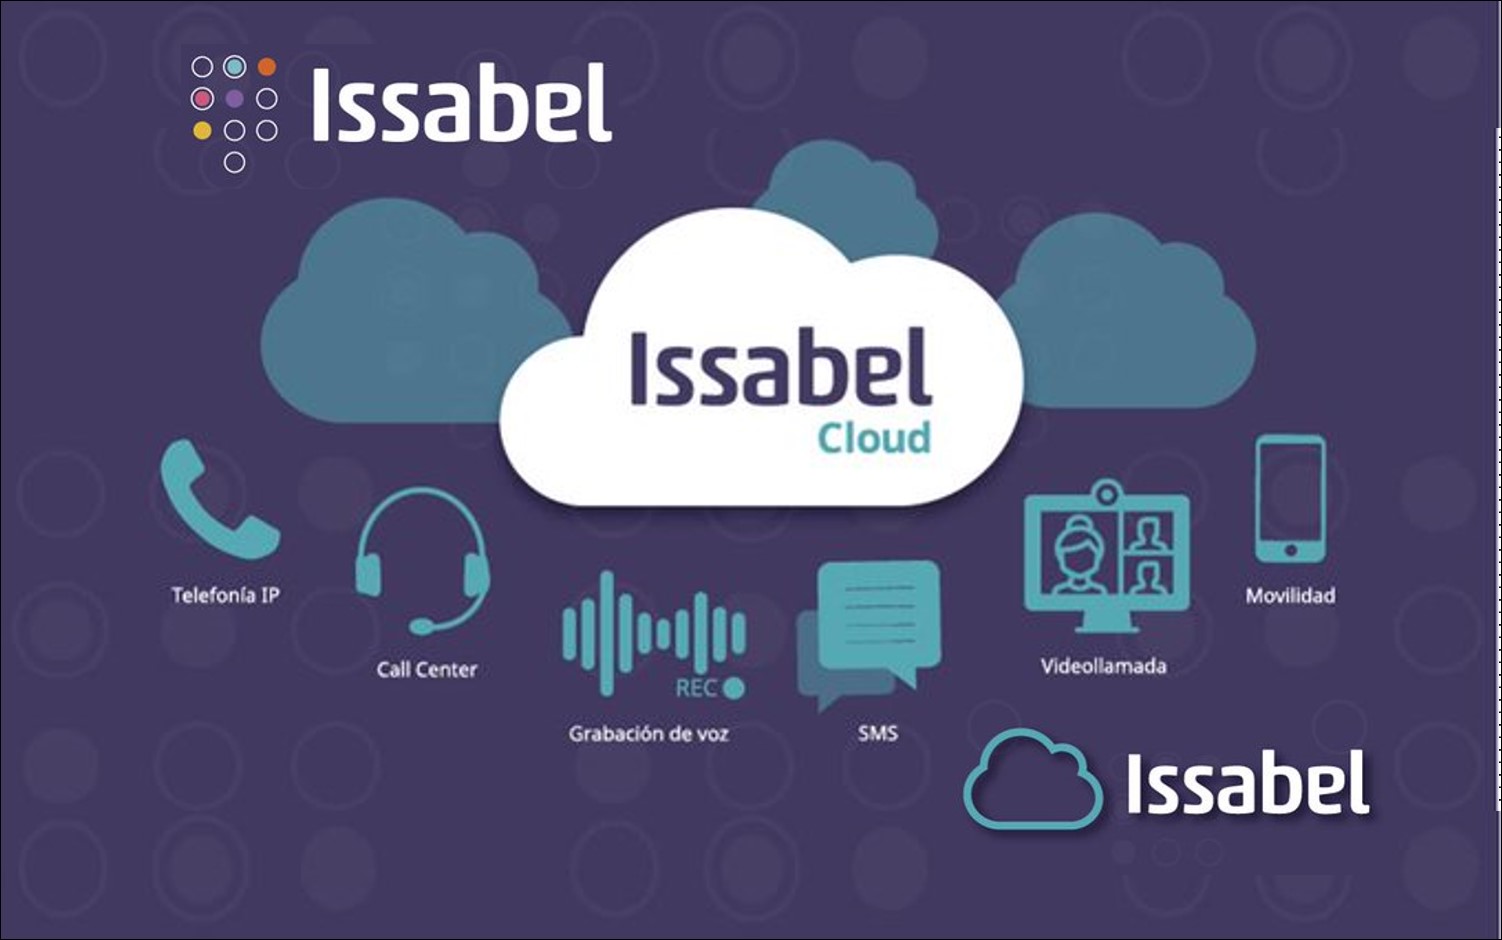 Issabel
Issabel
Cloud
Telefonía IP
Call Center
REC
Grabación de voz
SMS
Videollamada
Movilidad
Issabel